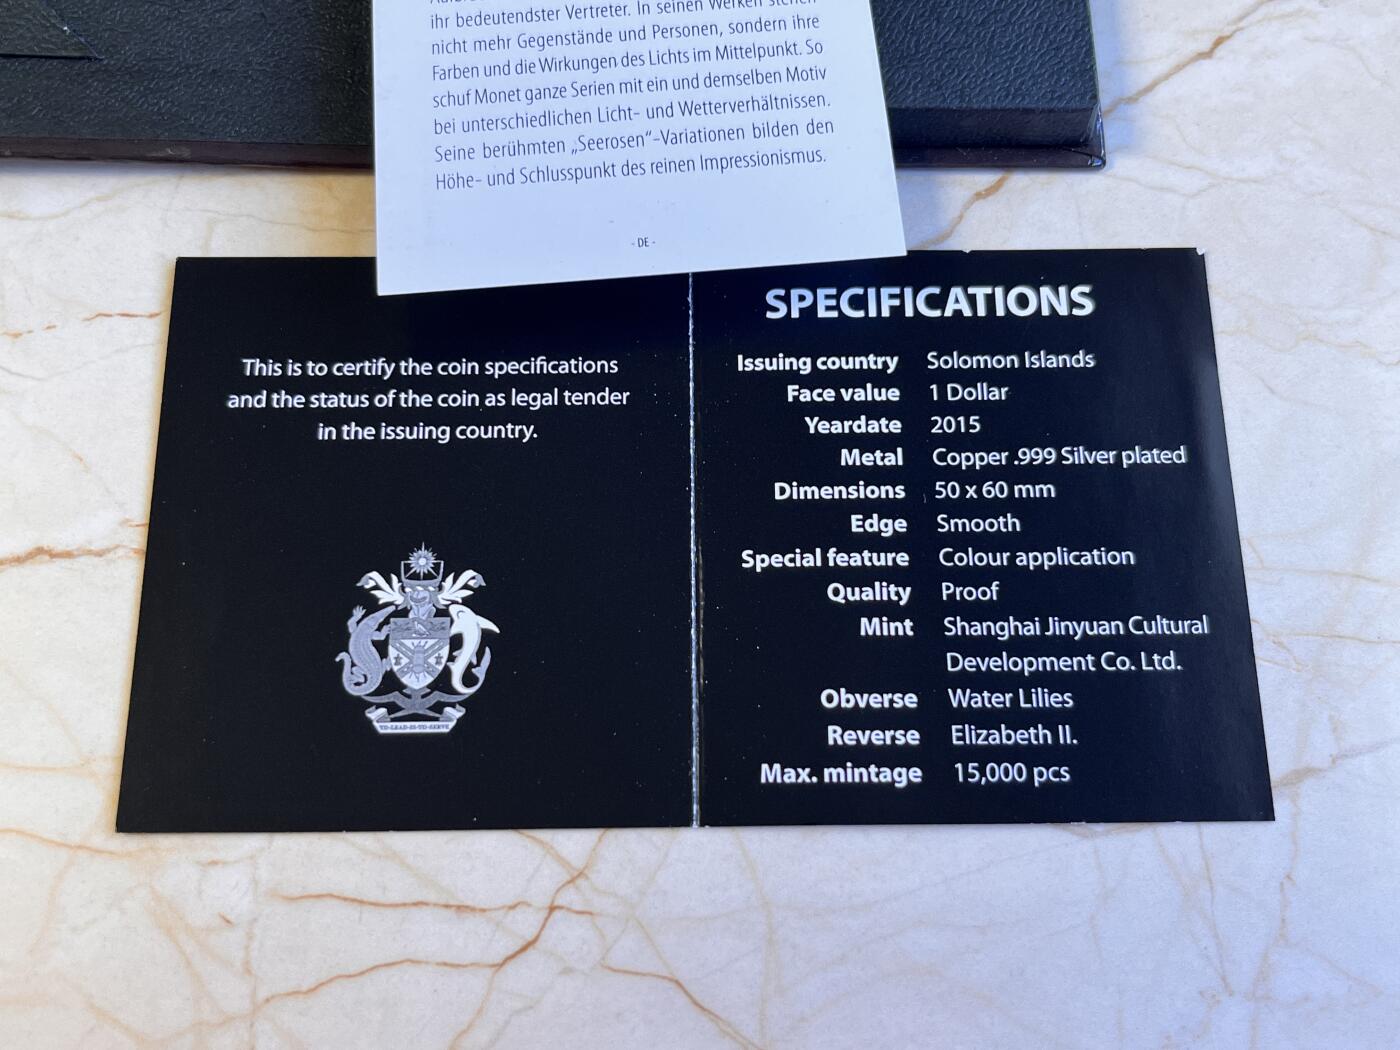 ihr bedeutendster Vertreter. In seinen Werken stehen
nicht mehr Gegenstände und Personen, sondern ihre
Farben und die Wirkungen des Lichts im Mittelpunkt. So
schuf Monet ganze Serien mit ein und demselben Motiv
bei unterschiedlichen Licht- und Wetterverhältnissen.
Seine berühmten „Seerosen“-Variationen bilden den
Höhe- und Schlusspunkt des reinen Impressionismus.
- DE -
This is to certify the coin specifications
and the status of the coin as legal tender
in the issuing country.
TO·LEAD·IS·TO·SERVE
SPECIFICATIONS
Issuing country Solomon Islands
Face value 1 Dollar
Yeardate 2015
Metal Copper .999 Silver plated
Dimensions 50 x 60 mm
Edge Smooth
Special feature Colour application
Quality Proof
Mint Shanghai Jinyuan Cultural
Development Co. Ltd.
Obverse Water Lilies
Reverse Elizabeth II.
Max. mintage 15,000 pcs